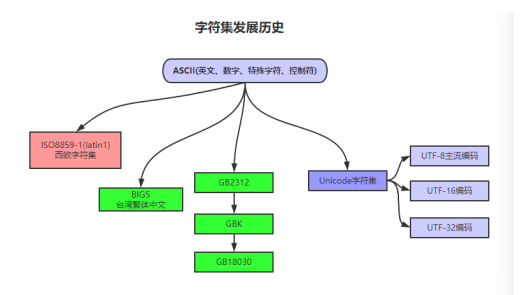 字符集发展历史
ASCII(英文、数字、特殊字符、控制符)
ISO8859-1(latin1)
西欧字符集
BIG5
台湾繁体中文
GB2312
GBK
GB18030
Unicode字符集
UTF-8主流编码
UTF-16编码
UTF-32编码